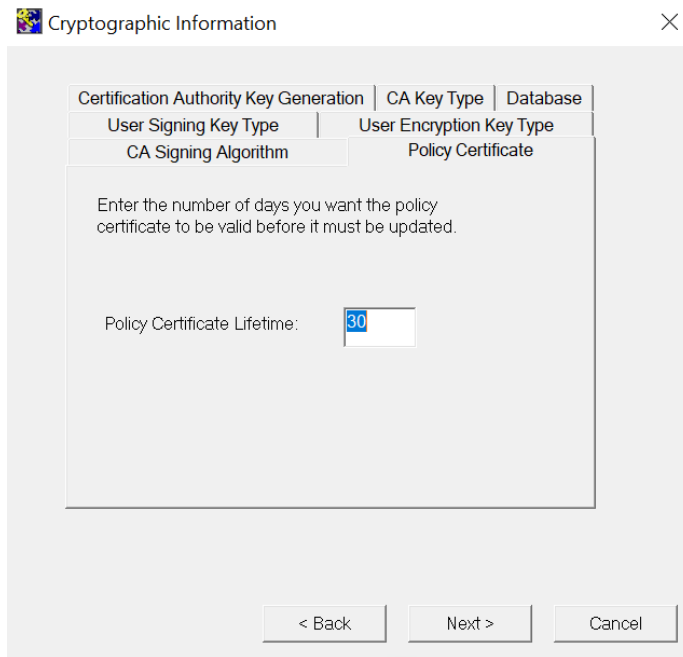 Cryptographic Information
Certification Authority Key Generation CA Key Type Database
User Signing Key Type User Encryption Key Type
CA Signing Algorithm Policy Certificate
Enter the number of days you want the policy
certificate to be valid before it must be updated.
Policy Certificate Lifetime: 30
< Back Next > Cancel